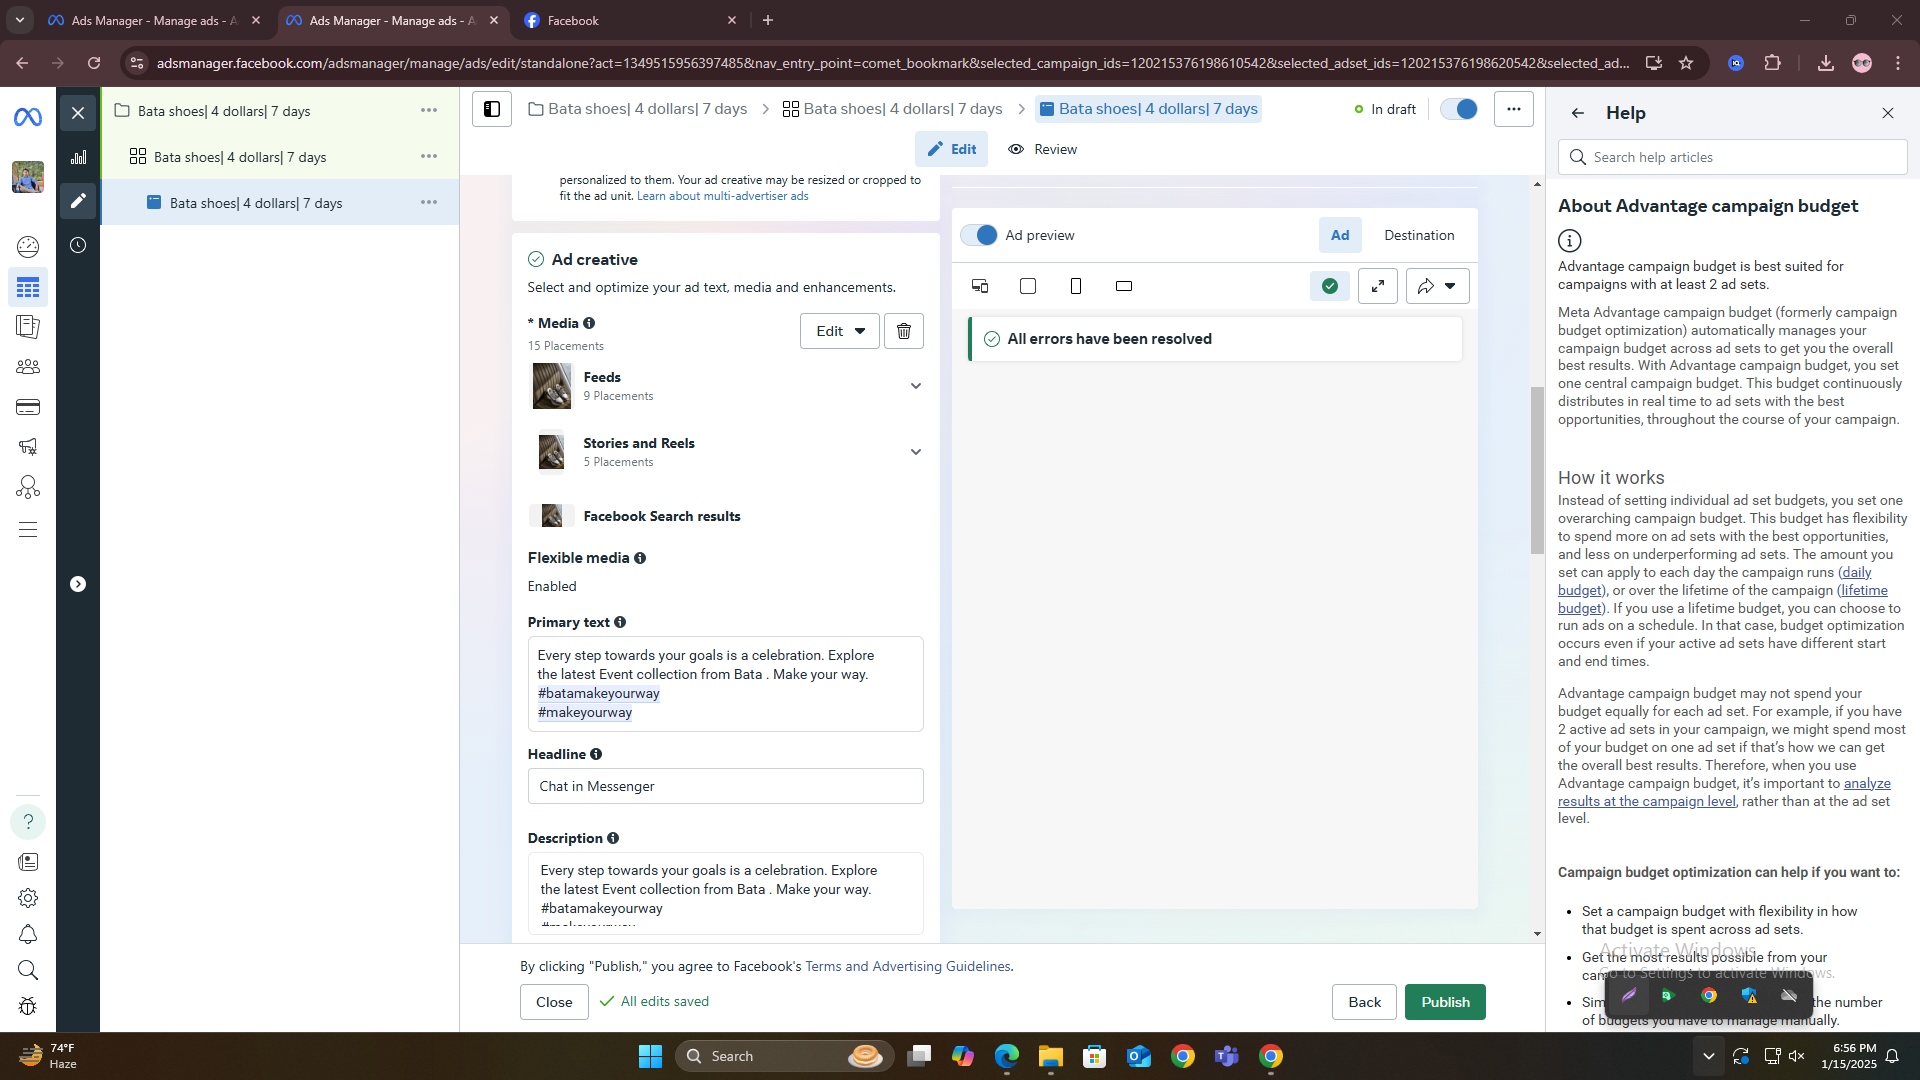 Ads Manager - Manage ads - A
Ads Manager - Manage ads - A
Facebook
adsmanager.facebook.com/adsmanager/manage/ads/edit/standalone?act=1349515956397485&nav_entry_point=comet_bookmark&selected_campaign_ids=120215376198610542&selected_adset_ids=120215376198620542&selected_ad...
Bata shoes| 4 dollars| 7 days
Bata shoes| 4 dollars| 7 days
Bata shoes| 4 dollars| 7 days
Bata shoes| 4 dollars| 7 days
Bata shoes| 4 dollars| 7 days
Bata shoes| 4 dollars| 7 days
In draft
Edit
Review
personalized to them. Your ad creative may be resized or cropped to
fit the ad unit. Learn about multi-advertiser ads
Ad creative
Select and optimize your ad text, media and enhancements.
* Media
15 Placements
Edit
Feeds
9 Placements
Stories and Reels
5 Placements
Facebook Search results
Flexible media
Enabled
Primary text
Every step towards your goals is a celebration. Explore
the latest Event collection from Bata . Make your way.
#batamakeyourway
#makeyourway
Headline
Chat in Messenger
Description
Every step towards your goals is a celebration. Explore
the latest Event collection from Bata . Make your way.
#batamakeyourway
#makeyourway
By clicking "Publish," you agree to Facebook's Terms and Advertising Guidelines.
Close
All edits saved
Back
Publish
Ad preview
Ad
Destination
All errors have been resolved
Help
Search help articles
About Advantage campaign budget
Advantage campaign budget is best suited for
campaigns with at least 2 ad sets.
Meta Advantage campaign budget (formerly campaign
budget optimization) automatically manages your
campaign budget across ad sets to get you the overall
best results. With Advantage campaign budget, you set
one central campaign budget. This budget continuously
distributes in real time to ad sets with the best
opportunities, throughout the course of your campaign.
How it works
Instead of setting individual ad set budgets, you set one
overarching campaign budget. This budget has flexibility
to spend more on ad sets with the best opportunities,
and less on underperforming ad sets. The amount you
set can apply to each day the campaign runs (daily
budget), or over the lifetime of the campaign (lifetime
budget). If you use a lifetime budget, you can choose to
run ads on a schedule. In that case, budget optimization
occurs even if your active ad sets have different start
and end times.
Advantage campaign budget may not spend your
budget equally for each ad set. For example, if you have
2 active ad sets in your campaign, we might spend most
of your budget on one ad set if that's how we can get
the overall best results. Therefore, when you use
Advantage campaign budget, it's important to analyze
results at the campaign level, rather than at the ad set
level.
Campaign budget optimization can help if you want to:
Set a campaign budget with flexibility in how
that budget is spent across ad sets.
Get the most results possible from your
Activate Windows
Go to Settings to activate Windows.
the number
of budgets you have to manage manually.
74°F
Haze
Search
6:56 PM
1/15/2025